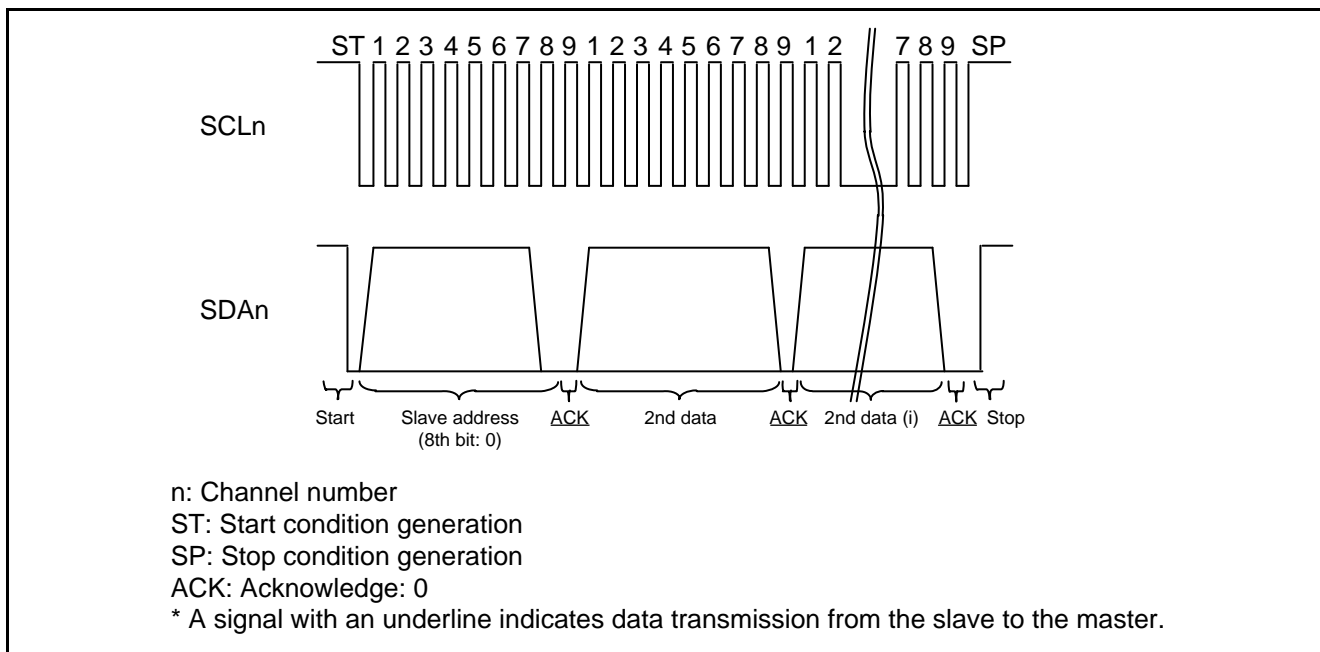 ST 1 2 3 4 5 6 7 8 9 1 2 3 4 5 6 7 8 9 1 2 7 8 9 SP
SCLn
SDAn
Start Slave address ACK 2nd data ACK 2nd data (i) ACK Stop
(8th bit: 0)
n: Channel number
ST: Start condition generation
SP: Stop condition generation
ACK: Acknowledge: 0
* A signal with an underline indicates data transmission from the slave to the master.